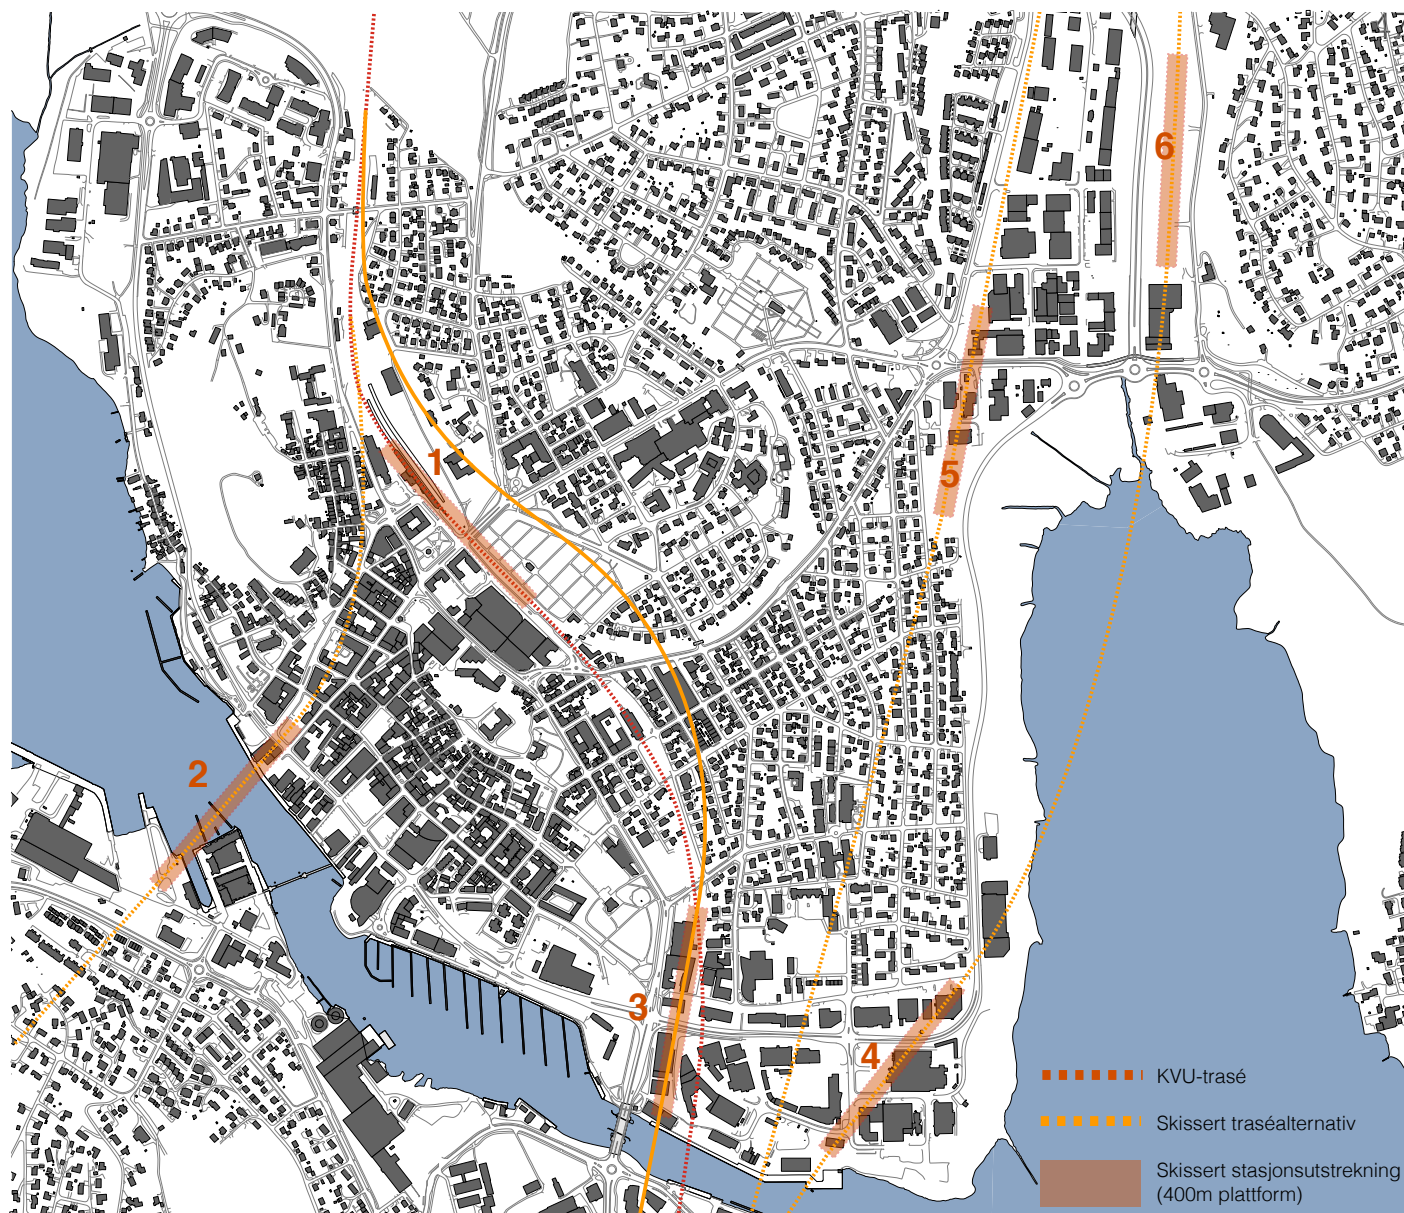 6
1
5
2
3
4
KVU-trasé
Skissert traséalternativ
Skissert stasjonsutstrekning
(400m plattform)